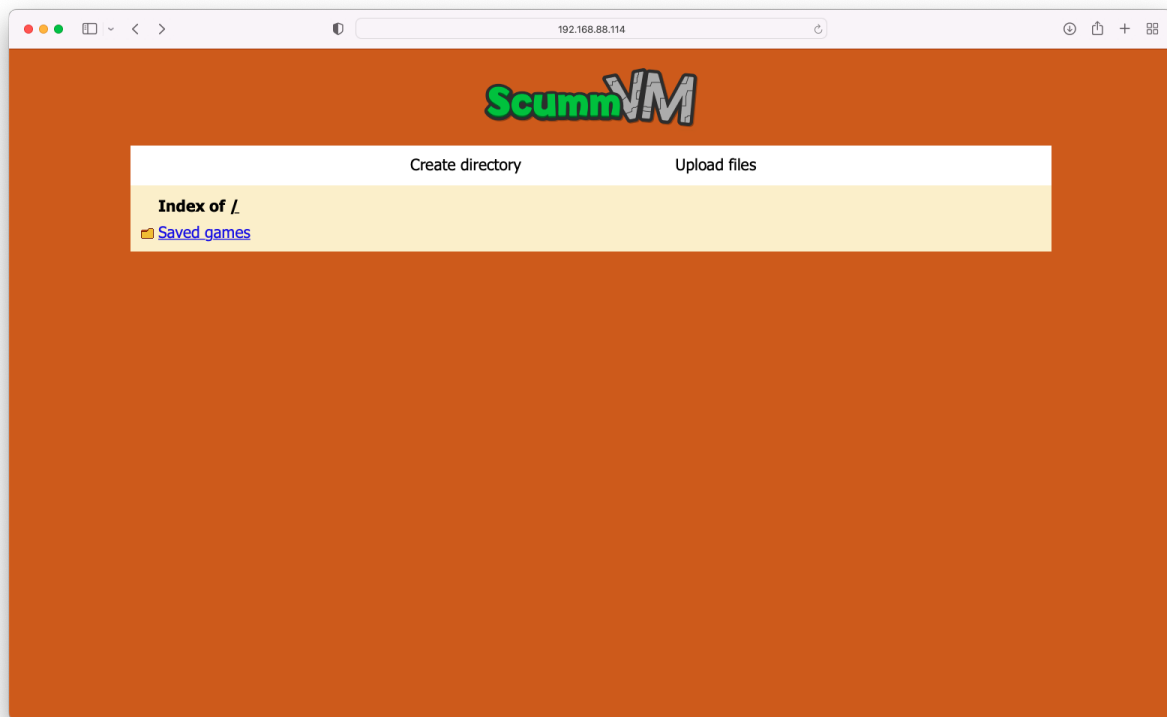 192.168.88.114
ScummVM
Create directory Upload files
Index of /
Saved games